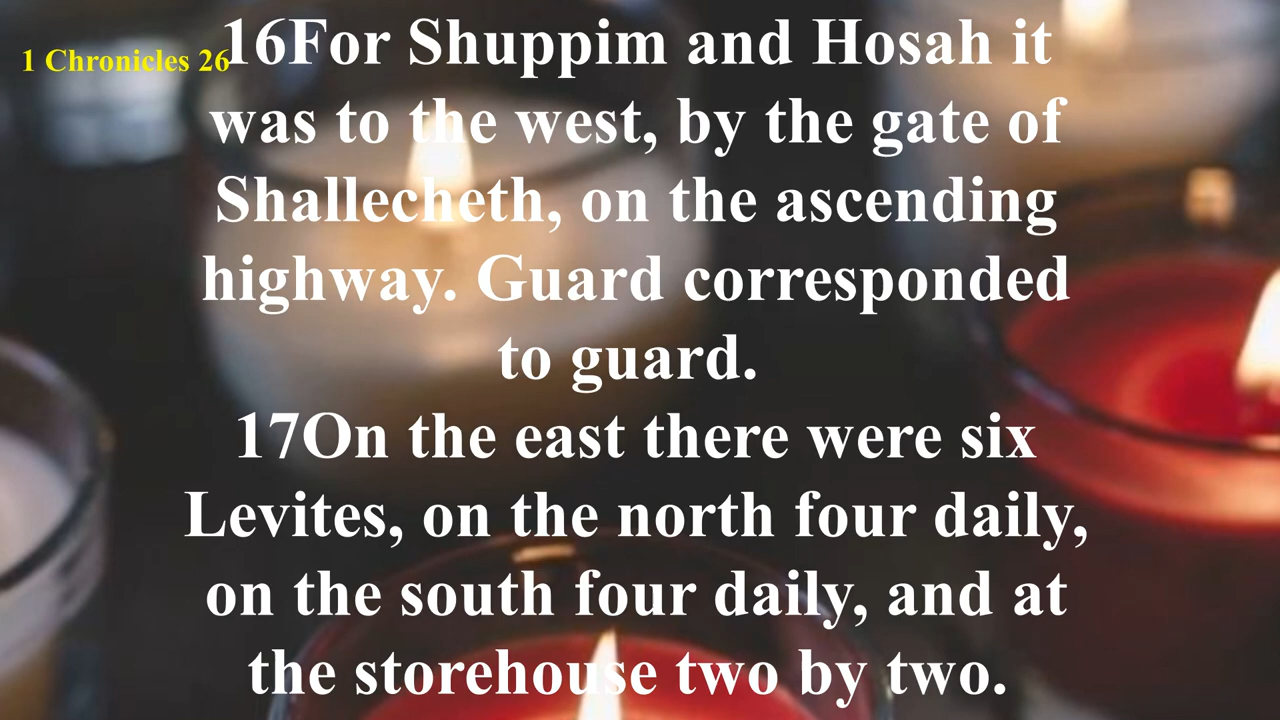 1 Chronicles 26
16For Shuppim and Hosah it
was to the west, by the gate of
Shallecheth, on the ascending
highway. Guard corresponded
to guard.
17On the east there were six
Levites, on the north four daily,
on the south four daily, and at
the storehouse two by two.